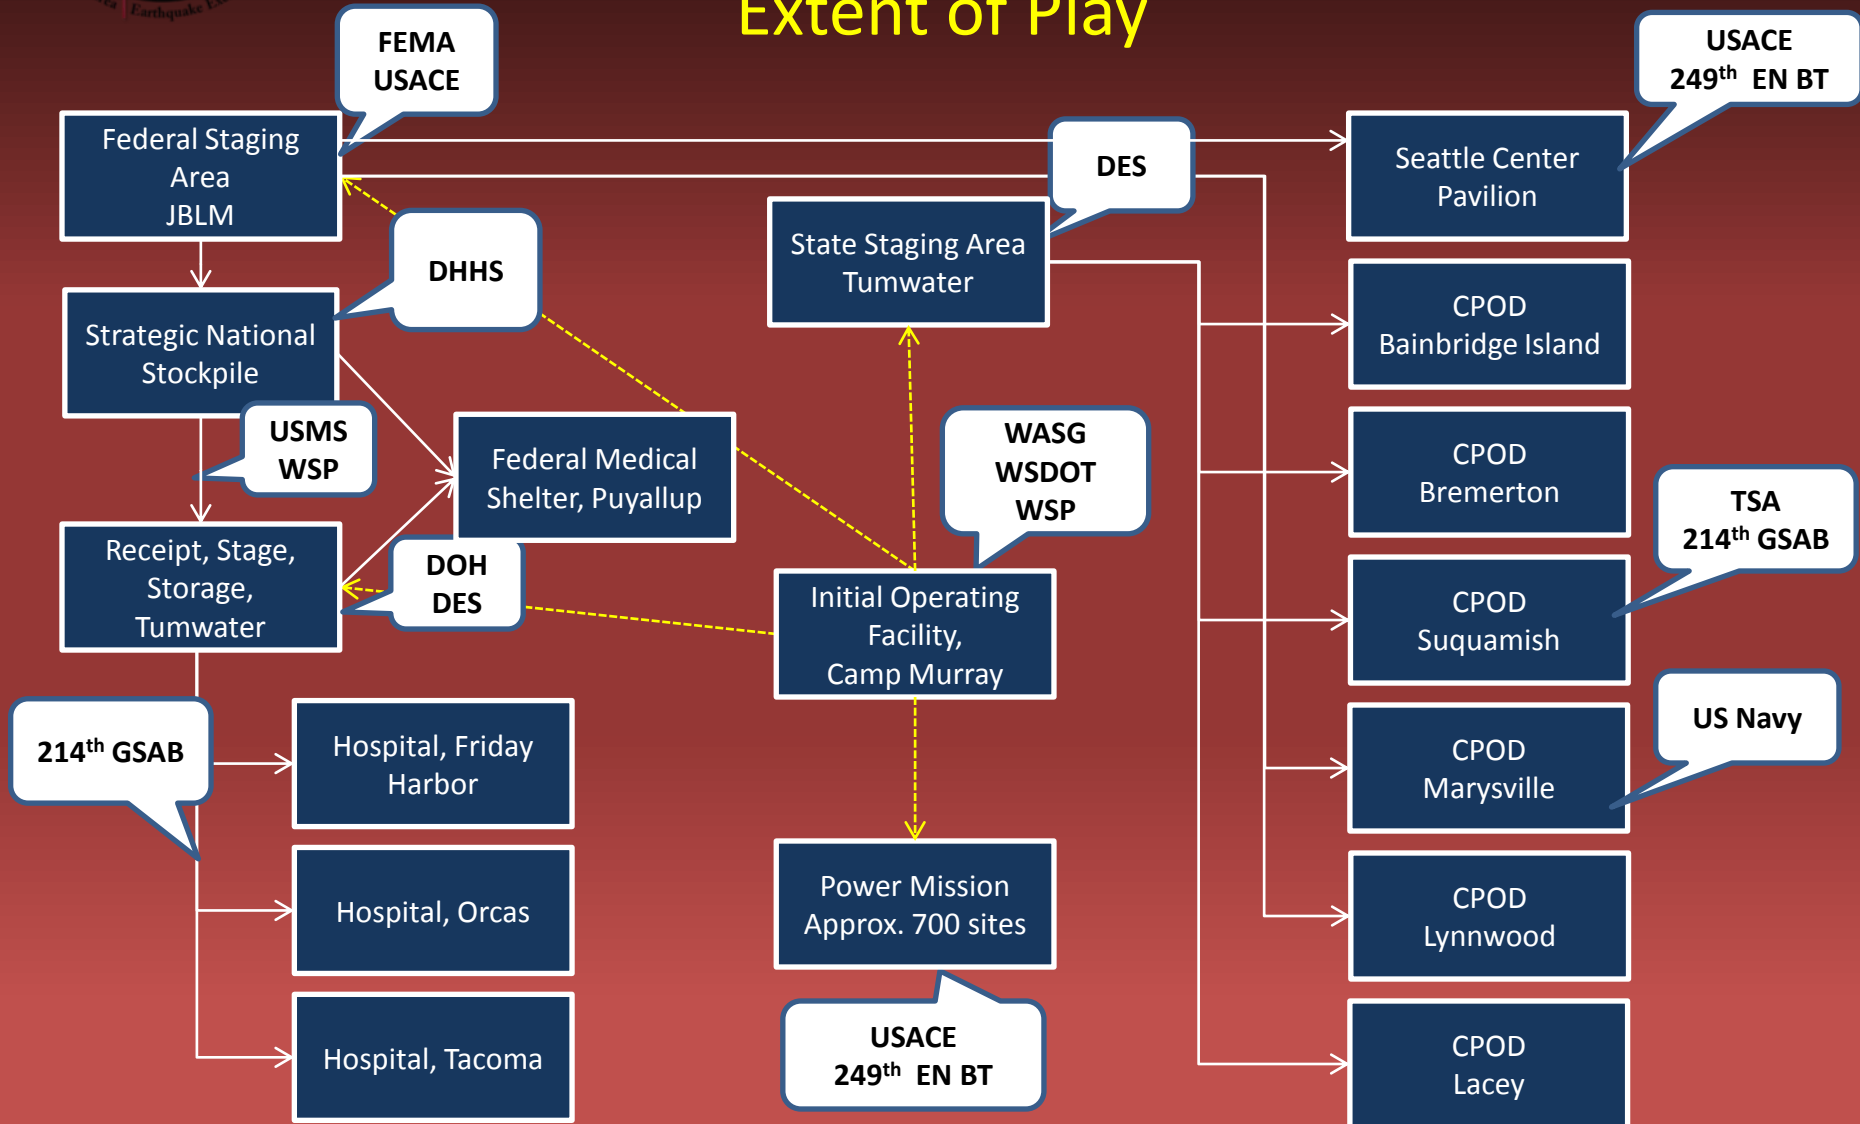 Earthquake
Extent of Play
FEMA
USACE
USACE
249th EN BT
Federal Staging
Area
JBLM
DES
Seattle Center
Pavilion
DHHS
State Staging Area
Tumwater
Strategic National
Stockpile
CPOD
Bainbridge Island
USMS
WSP
Federal Medical
Shelter, Puyallup
WASG
WSDOT
WSP
CPOD
Bremerton
TSA
214th GSAB
Receipt, Stage,
Storage,
Tumwater
DOH
DES
Initial Operating
Facility,
Camp Murray
CPOD
Suquamish
214th GSAB
Hospital, Friday
Harbor
US Navy
CPOD
Marysville
Hospital, Orcas
Power Mission
Approx. 700 sites
CPOD
Lynnwood
Hospital, Tacoma
USACE
249th EN BT
CPOD
Lacey